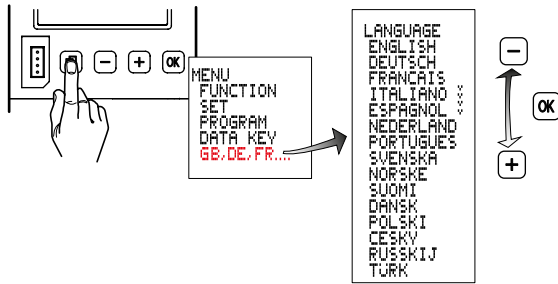 OK
MENU
FUNCTION
SET
PROGRAM
DATA KEY
GB,DE,FR....
LANGUAGE
ENGLISH
DEUTSCH
FRANCAIS
ITALIANO
ESPAGNOL
NEDERLAND
PORTUGUES
SVENSKA
NORSKE
SUOMI
DANSK
POLSKI
CESKY
RUSSKIJ
TURK
OK